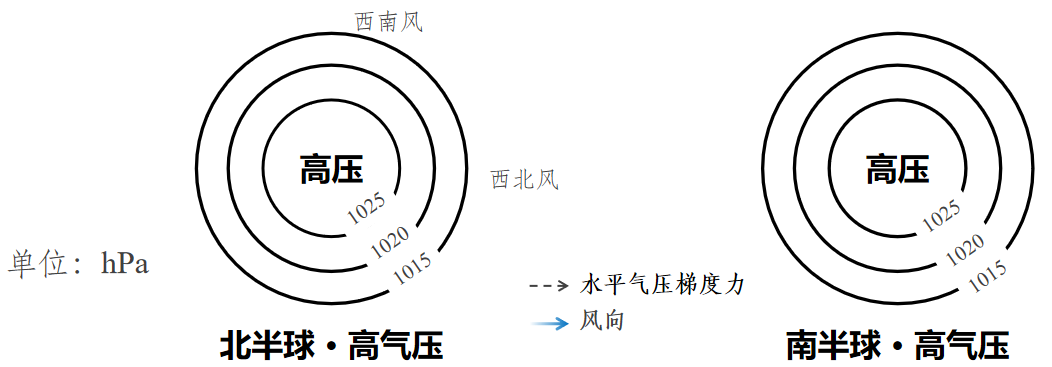 西南风
高压
高压
西北风
1025
1020
1015
1025
1020
1015
单位：hPa
水平气压梯度力
风向
北半球·高气压
南半球·高气压